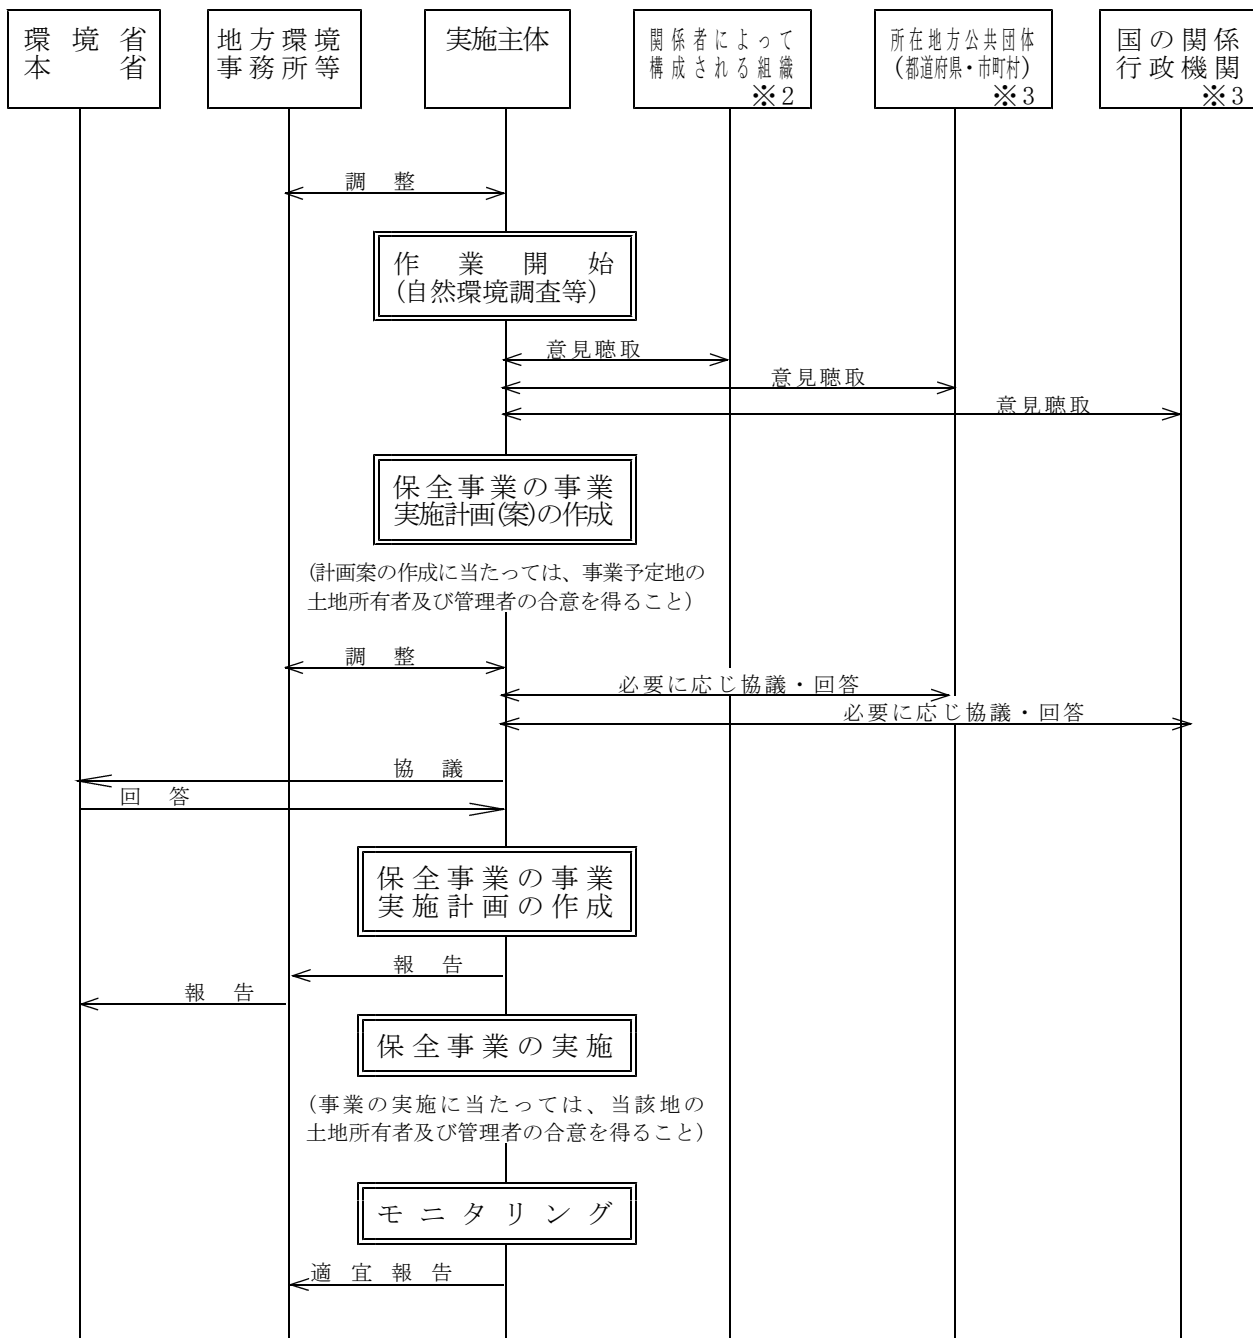 環境省
本省
地方環境
事務所等
実施主体
関係者によって
構成される組織
※2
所在地方公共団体
(都道府県・市町村)
※3
国の関係
行政機関
※3
調整
作業開始
(自然環境調査等)
意見聴取
意見聴取
意見聴取
保全事業の事業
実施計画(案)の作成
(計画案の作成に当たっては、事業予定地の
土地所有者及び管理者の合意を得ること)
調整
必要に応じ協議・回答
必要に応じ協議・回答
協議
回答
保全事業の事業
実施計画の作成
報告
報告
保全事業の実施
(事業の実施に当たっては、当該地の
土地所有者及び管理者の合意を得ること)
モニタリング
適宜報告